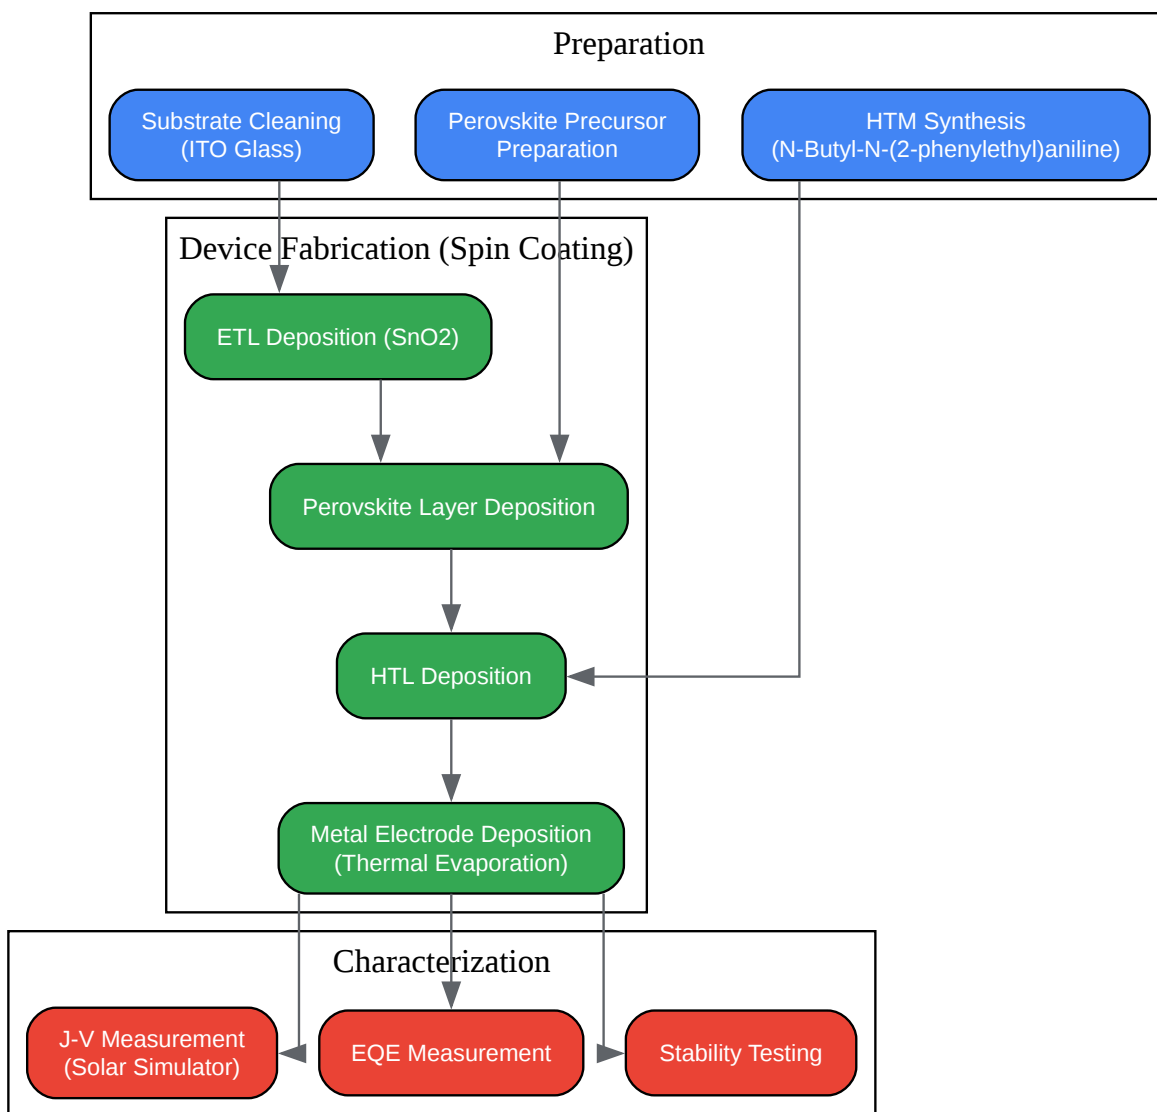 Preparation
Substrate Cleaning
(ITO Glass)
Perovskite Precursor
Preparation
HTM Synthesis
(N-Butyl-N-(2-phenylethyl)aniline)
Device Fabrication (Spin Coating)
ETL Deposition (SnO2)
Perovskite Layer Deposition
HTL Deposition
Metal Electrode Deposition
(Thermal Evaporation)
Characterization
J-V Measurement
(Solar Simulator)
EQE Measurement
Stability Testing